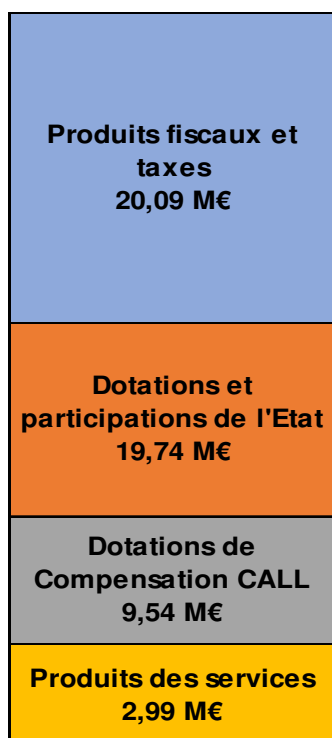 Produits fiscaux et
taxes
20,09 M€
Dotations et
participations de l'Etat
19,74 M€
Dotations de
Compensation CALL
9,54 M€
Produits des services
2,99 M€